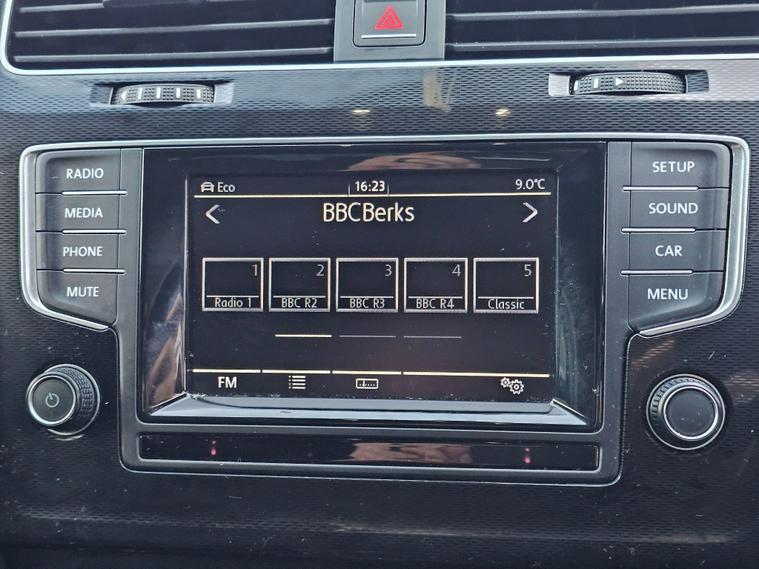 RADIO
MEDIA
PHONE
MUTE
Eco 16:23 9.0°C
< BBCBerks >
1 2 3 4 5
Radio 1 BBC R2 BBC R3 BBC R4 Classic
FM
SETUP
SOUND
CAR
MENU